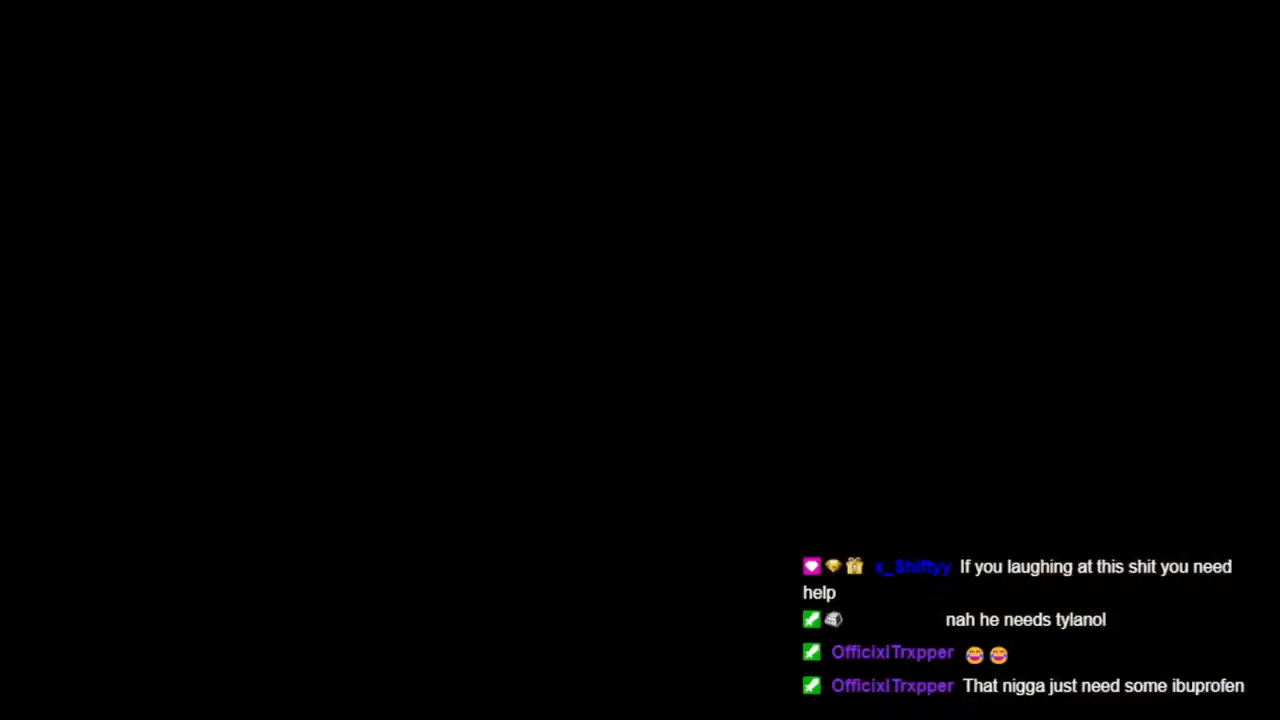 x_Shiftyy If you laughing at this shit you need
help
nah he needs tylanol
OfficixlTrxpper 😂 😂
OfficixlTrxpper That nigga just need some ibuprofen